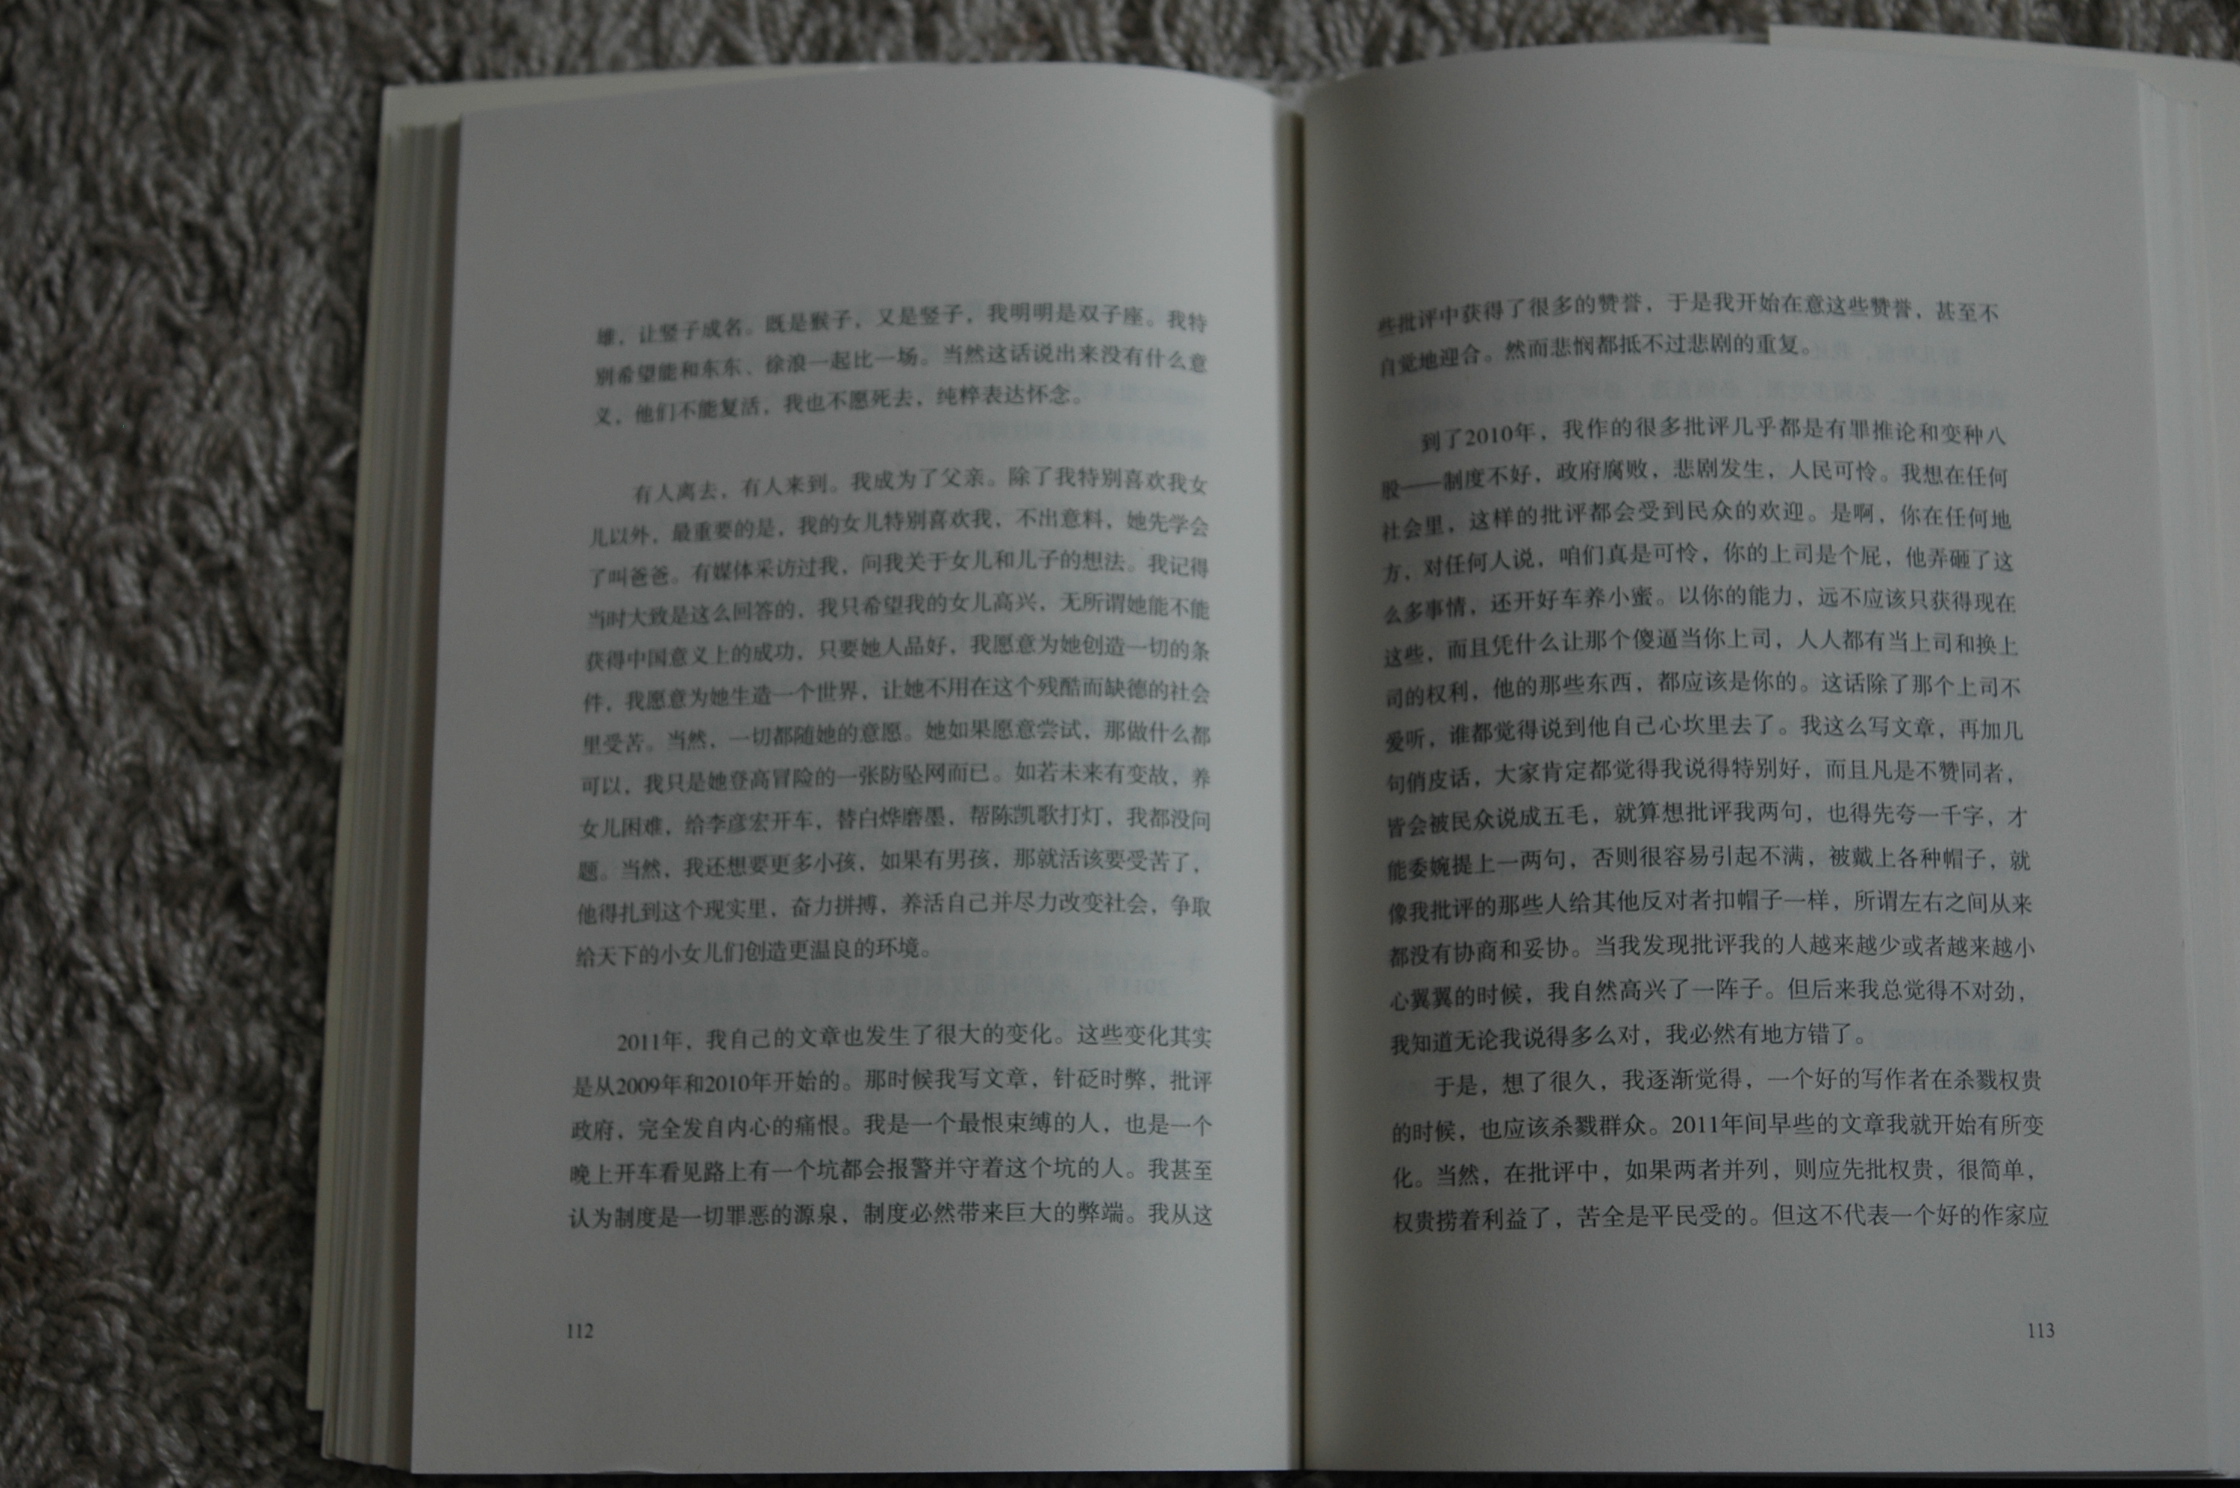 雄，让竖子成名。既是猴子，又是竖子，我明明是双子座。我特
别希望能和东东、徐浪一起比一场。当然这话说出来没有什么意
义，他们不能复活，我也不愿死去，纯粹表达怀念。
有人离去，有人来到。我成为了父亲。除了我特别喜欢我女
儿以外，最重要的是，我的女儿特别喜欢我，不出意料，她先学会
了叫爸爸。有媒体采访过我，问我关于女儿和儿子的想法。我记得
当时大致是这么回答的，我只希望我的女儿高兴，无所谓她能不能
获得中国意义上的成功，只要她人品好，我愿意为她创造一切的条
件，我愿意为她生造一个世界，让她不用在这个残酷而缺德的社会
里受苦。当然，一切都随她的意愿。她如果愿意尝试，那做什么都
可以，我只是她登高冒险的一张防坠网而已。如若未来有变故，养
女儿困难，给李彦宏开车，替白烨磨墨，帮陈凯歌打灯，我都没问
题。当然，我还想要更多小孩，如果有男孩，那就活该要受苦了，
他得扎到这个现实里，奋力拼搏，养活自己并尽力改变社会，争取
给天下的小女儿们创造更温良的环境。
2011年，我自己的文章也发生了很大的变化。这些变化其实
是从2009年和2010年开始的。那时候我写文章，针砭时弊，批评
政府，完全发自内心的痛恨。我是一个最恨束缚的人，也是一个
晚上开车看见路上有一个坑都会报警并守着这个坑的人。我甚至
认为制度是一切罪恶的源泉，制度必然带来巨大的弊端。我从这
112
些批评中获得了很多的赞誉，于是我开始在意这些赞誉，甚至不
自觉地迎合。然而悲悯都抵不过悲剧的重复。
到了2010年，我作的很多批评几乎都是有罪推论和变种八
股——制度不好，政府腐败，悲剧发生，人民可怜。我想在任何
社会里，这样的批评都会受到民众的欢迎。是啊，你在任何地
方，对任何人说，咱们真是可怜，你的上司是个屁，他弄砸了这
么多事情，还开好车养小蜜。以你的能力，远不应该只获得现在
这些，而且凭什么让那个傻逼当你上司，人人都有当上司和换上
司的权利，他的那些东西，都应该是你的。这话除了那个上司不
爱听，谁都觉得说到他自己心坎里去了。我这么写文章，再加几
句俏皮话，大家肯定都觉得我说得特别好，而且凡是不赞同者，
皆会被民众说成五毛，就算想批评我两句，也得先夸一千字，才
能委婉提上一两句，否则很容易引起不满，被戴上各种帽子，就
像我批评的那些人给其他反对者扣帽子一样，所谓左右之间从来
都没有协商和妥协。当我发现批评我的人越来越少或者越来越小
心翼翼的时候，我自然高兴了一阵子。但后来我总觉得不对劲，
我知道无论我说得多么对，我必然有地方错了。
于是，想了很久，我逐渐觉得，一个好的写作者在杀戮权贵
的时候，也应该杀戮群众。2011年间早些的文章我就开始有所变
化。当然，在批评中，如果两者并列，则应先批权贵，很简单，
权贵捞着利益了，苦全是平民受的。但这不代表一个好的作家应
113